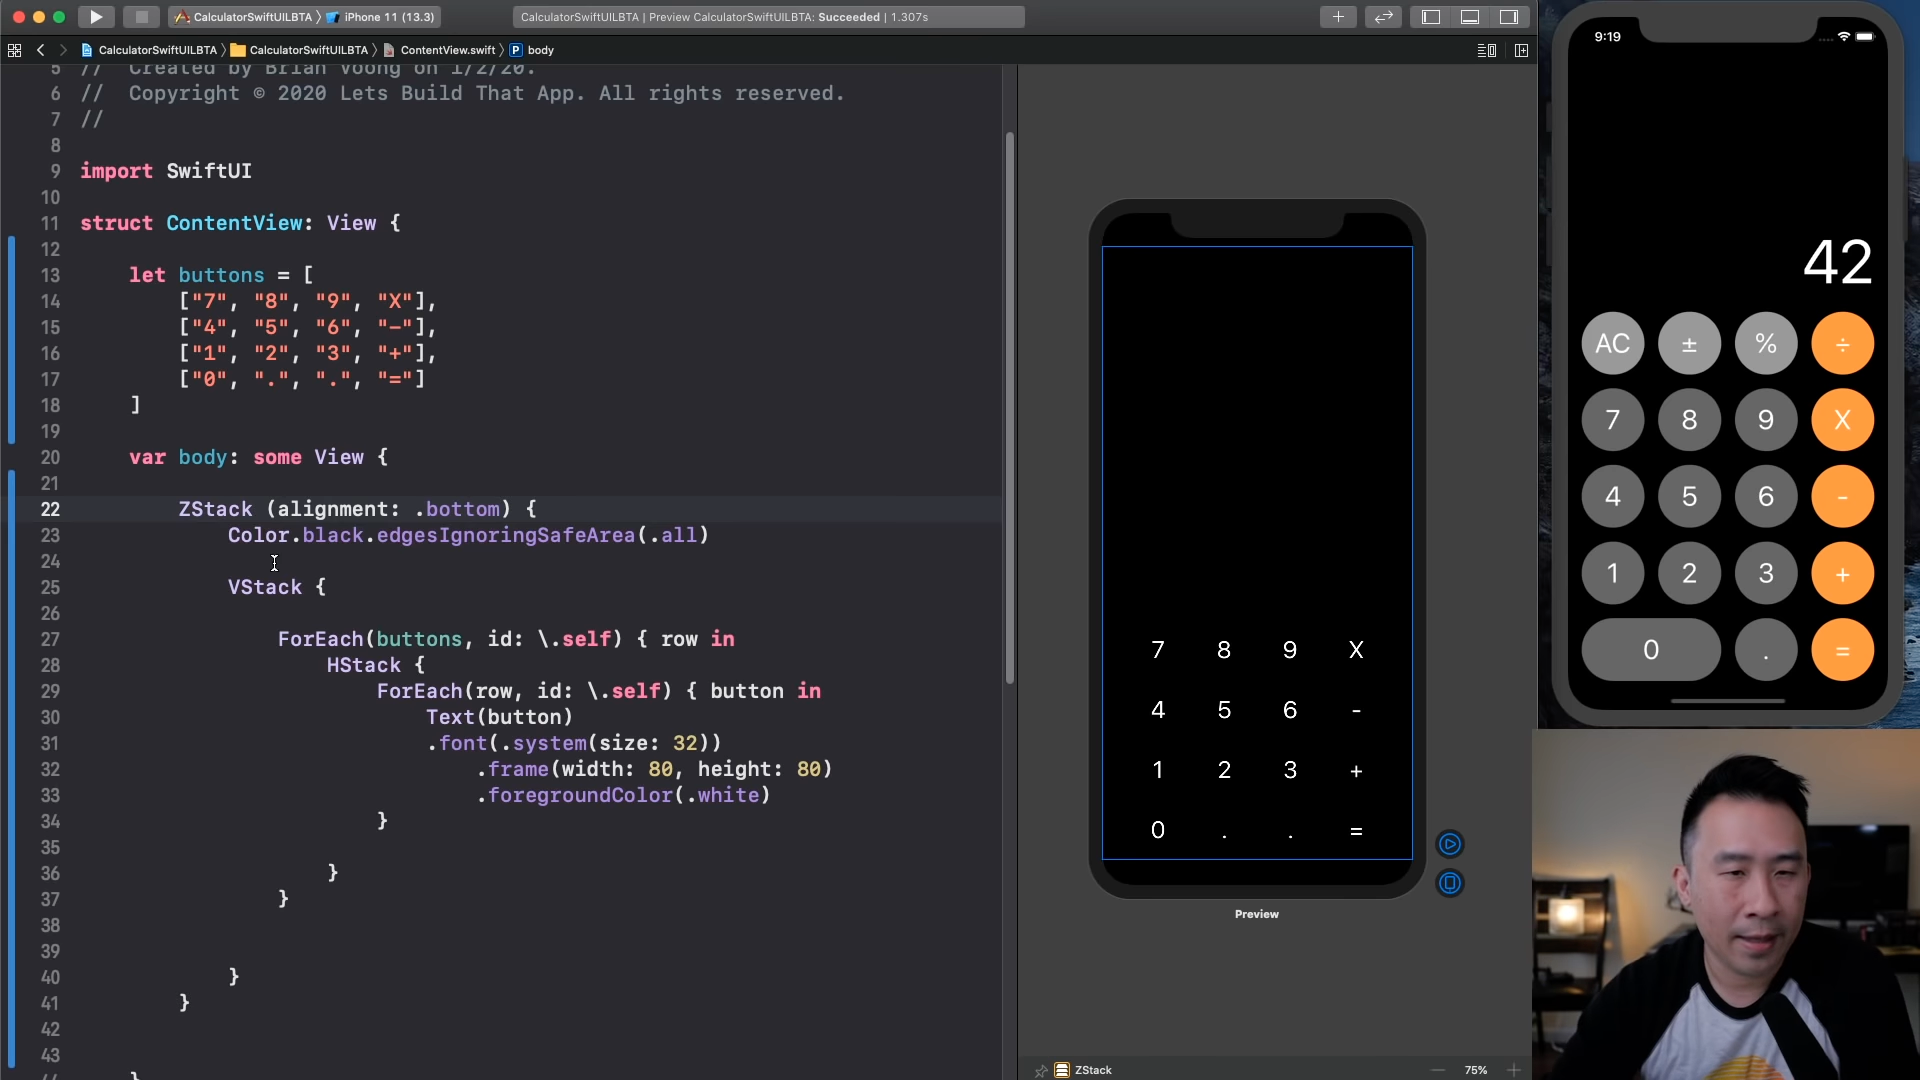 CalculatorSwiftUILBTA 〉 iPhone 11 (13.3)
CalculatorSwiftUILBTA | Preview CalculatorSwiftUILBTA: Succeeded | 1.307s
CalculatorSwiftUILBTA 〉 CalculatorSwiftUILBTA 〉 ContentView.swift 〉 P body
5 //  Created by Brian Voong on 1/2/20.
6 //  Copyright © 2020 Lets Build That App. All rights reserved.
7 //
8
9 import SwiftUI
10
11 struct ContentView: View {
12
13     let buttons = [
14         ["7", "8", "9", "X"],
15         ["4", "5", "6", "-"],
16         ["1", "2", "3", "+"],
17         ["0", ".", ".", "="]
18     ]
19
20     var body: some View {
21
22         ZStack (alignment: .bottom) {
23             Color.black.edgesIgnoringSafeArea(.all)
24
25             VStack {
26
27                 ForEach(buttons, id: \.self) { row in
28                     HStack {
29                         ForEach(row, id: \.self) { button in
30                             Text(button)
31                             .font(.system(size: 32))
32                                 .frame(width: 80, height: 80)
33                                 .foregroundColor(.white)
34                         }
35
36                     }
37                 }
38
39
40             }
41         }
42
43
44     }
7 8 9 X
4 5 6 -
1 2 3 +
0 . . =
Preview
ZStack
75%
9:19
42
AC ± % ÷
7 8 9 X
4 5 6 -
1 2 3 +
0 . =